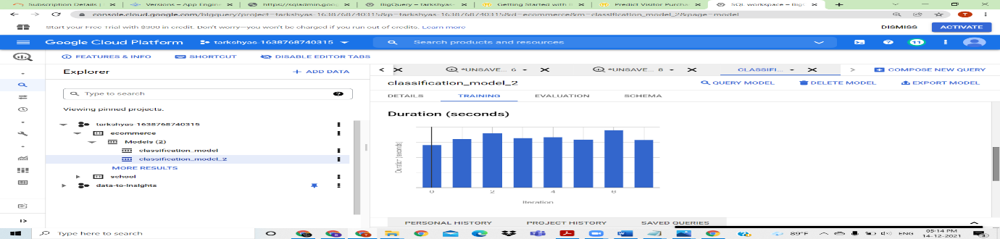 Subscription Details | Versions – App Engine https://sqladmin.goog BigQuery – tarkshyas- Getting Started with B Predict Visitor Purcha SQL workspace – Big
console.cloud.google.com/bigquery?project=tarkshyas-1638768740315&p=tarkshyas-1638768740315&d=ecommerce&m=classification_model_2&page=model
Start your Free Trial with $300 in credit. Don't worry—you won't be charged if you run out of credits. Learn more DISMISS ACTIVATE
Google Cloud Platform tarkshyas-1638768740315 Search products and resources 11
FEATURES & INFO SHORTCUT DISABLE EDITOR TABS
Explorer + ADD DATA
Type to search
Viewing pinned projects.
tarkshyas-1638768740315
ecommerce
Models (2)
classification_model
classification_model_2
MORE RESULTS
school
data-to-insights
*UNSAVE... 6 *UNSAVE... 8 CLASSIFI... COMPOSE NEW QUERY
classification_model_2 QUERY MODEL DELETE MODEL EXPORT MODEL
DETAILS TRAINING EVALUATION SCHEMA
Duration (seconds)
Duration (seconds)
0 2 4
Iteration
PERSONAL HISTORY PROJECT HISTORY SAVED QUERIES
Type here to search 89°F ENG 05:14 PM
14-12-2021